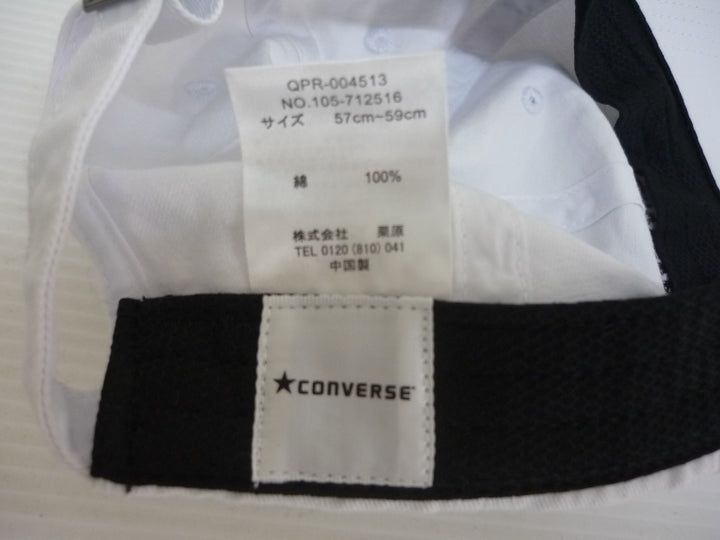 QPR-004513
NO.105-712516
サイズ 57cm~59cm
綿 100%
株式会社 栗原
TEL 0120 (810) 041
中国製
★CONVERSE